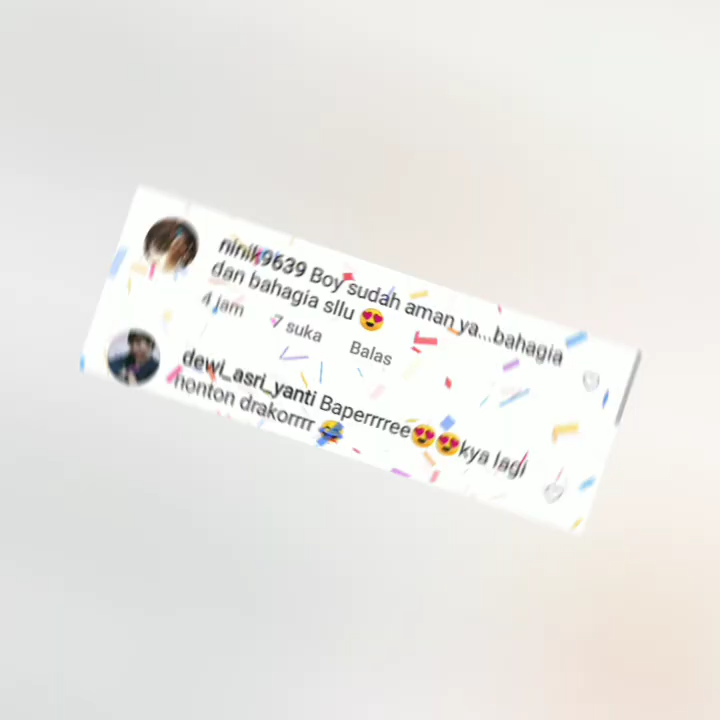 ninik9639 Boy sudah aman ya...bahagia
dan bahagia sllu 😍
4 jam 7 suka Balas
dewi_asri_yanti Baperrrree😍😍kya lagi
nonton drakorrrr 🤣